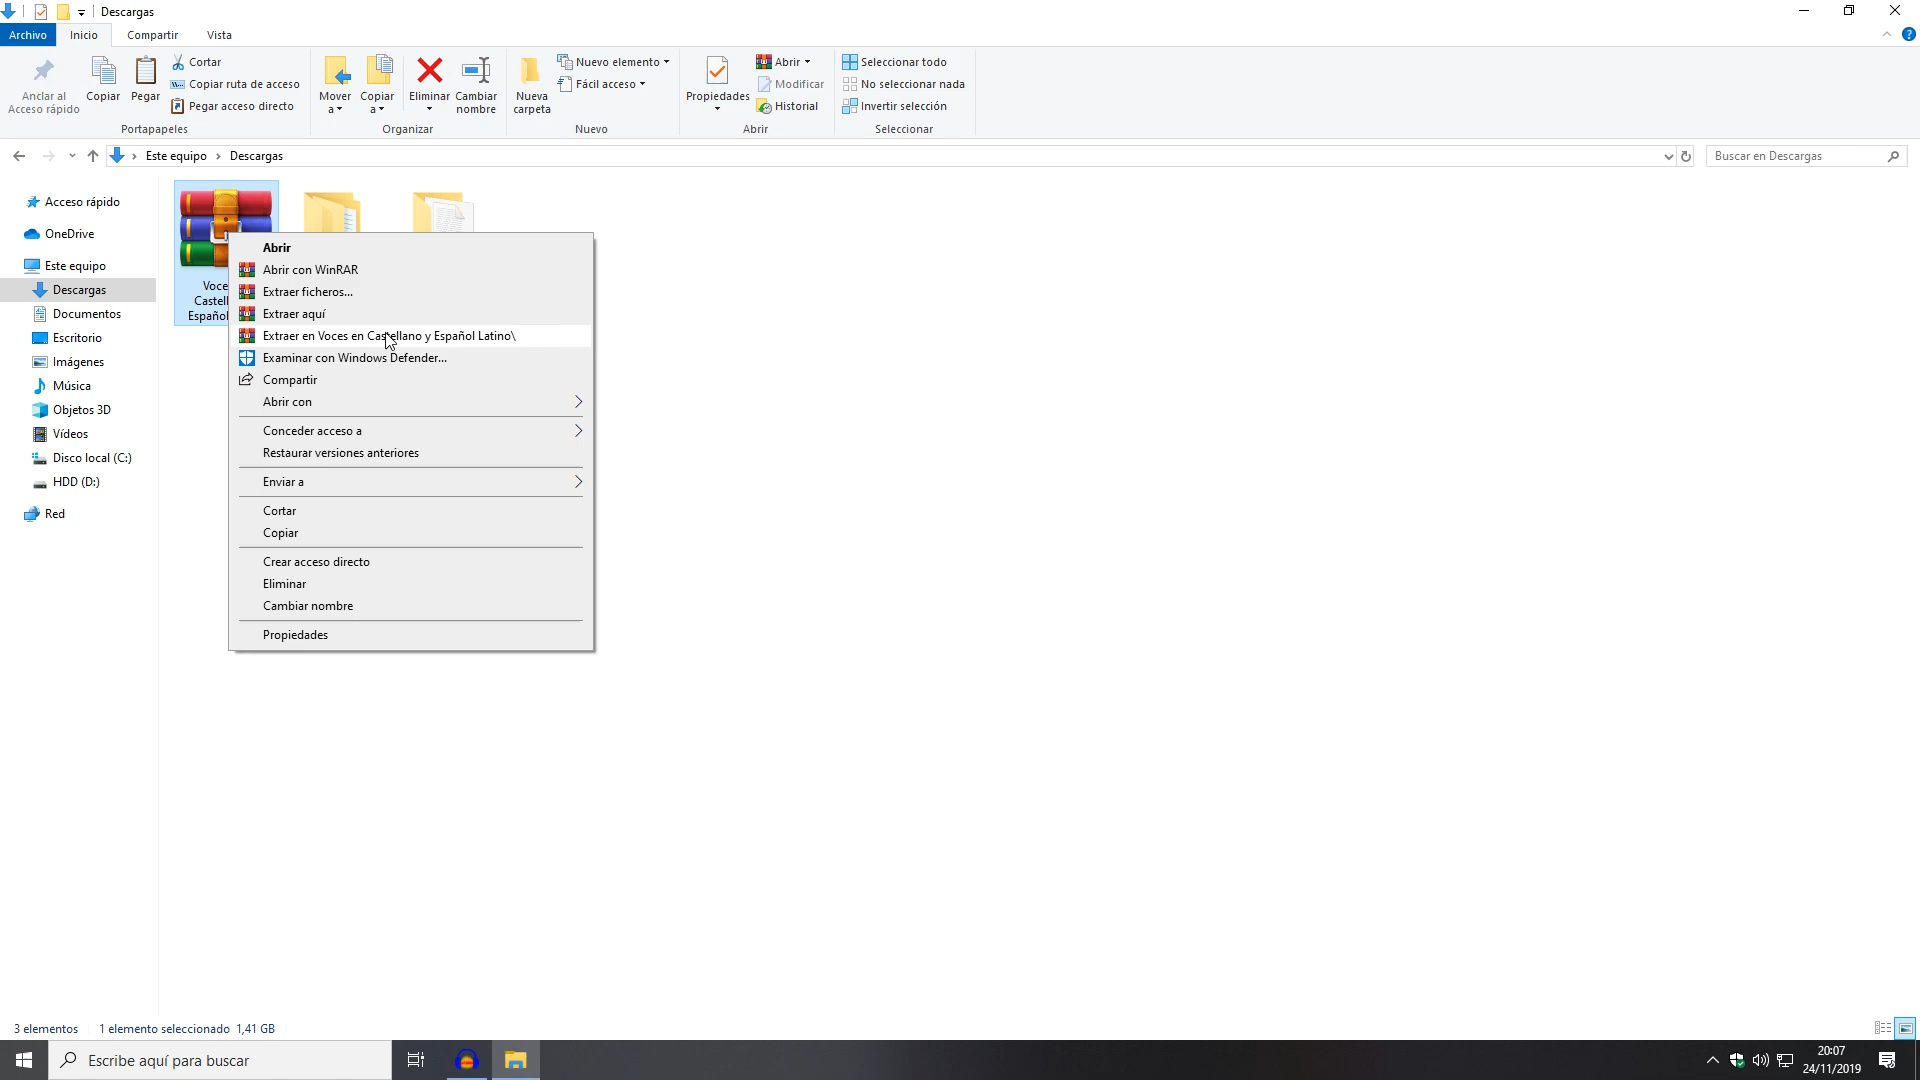 Descargas
Archivo Inicio Compartir Vista
Anclar al
Acceso rápido
Copiar
Pegar
Cortar
Copiar ruta de acceso
Pegar acceso directo
Portapapeles
Mover
a
Copiar
a
Eliminar
Cambiar
nombre
Organizar
Nueva
carpeta
Nuevo elemento
Fácil acceso
Nuevo
Propiedades
Abrir
Modificar
Historial
Abrir
Seleccionar todo
No seleccionar nada
Invertir selección
Seleccionar
Este equipo › Descargas
Buscar en Descargas
Acceso rápido
OneDrive
Este equipo
Descargas
Documentos
Escritorio
Imágenes
Música
Objetos 3D
Vídeos
Disco local (C:)
HDD (D:)
Red
Voce
Castell
Español
Abrir
Abrir con WinRAR
Extraer ficheros...
Extraer aquí
Extraer en Voces en Castellano y Español Latino\
Examinar con Windows Defender...
Compartir
Abrir con
Conceder acceso a
Restaurar versiones anteriores
Enviar a
Cortar
Copiar
Crear acceso directo
Eliminar
Cambiar nombre
Propiedades
3 elementos 1 elemento seleccionado 1,41 GB
Escribe aquí para buscar
20:07
24/11/2019